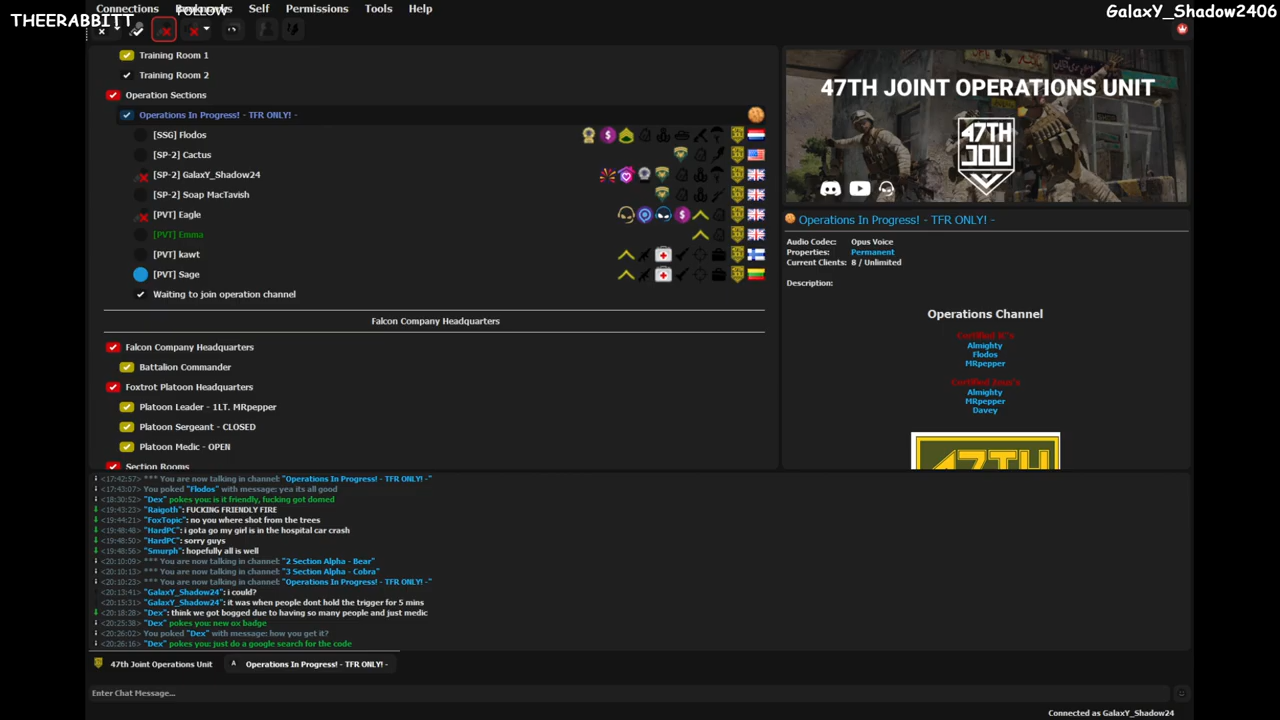 THEERABBITT
FOLLOW
GalaxY_Shadow2406
Connections Bookmarks Self Permissions Tools Help
Training Room 1
Training Room 2
Operation Sections
Operations In Progress! - TFR ONLY! -
[SSG] Flodos
[SP-2] Cactus
[SP-2] GalaxY_Shadow24
[SP-2] Soap MacTavish
[PVT] Eagle
[PVT] Emma
[PVT] kawt
[PVT] Sage
Waiting to join operation channel
Falcon Company Headquarters
Falcon Company Headquarters
Battalion Commander
Foxtrot Platoon Headquarters
Platoon Leader - 1LT. MRpepper
Platoon Sergeant - CLOSED
Platoon Medic - OPEN
Section Rooms
47TH JOINT OPERATIONS UNIT
47TH
JOU
Operations In Progress! - TFR ONLY! -
Audio Codec: Opus Voice
Properties: Permanent
Current Clients: 8 / Unlimited
Description:
Operations Channel
Almighty
Flodos
MRpepper
Almighty
MRpepper
Davey
47TH
<17:42:57> *** You are now talking in channel: "Operations In Progress! - TFR ONLY! -"
<17:43:07> You poked "Flodos" with message: yea its all good
<18:30:52> "Dex" pokes you: is it friendly, fucking got domed
<19:43:23> "Raigoth": FUCKING FRIENDLY FIRE
<19:44:21> "FoxTopic": no you where shot from the trees
<19:48:48> "HardPC": i gota go my girl is in the hospital car crash
<19:48:50> "HardPC": sorry guys
<19:48:56> "Smurph": hopefully all is well
<20:10:09> *** You are now talking in channel: "2 Section Alpha - Bear"
<20:10:13> *** You are now talking in channel: "3 Section Alpha - Cobra"
<20:10:23> *** You are now talking in channel: "Operations In Progress! - TFR ONLY! -"
<20:13:41> "GalaxY_Shadow24": i could?
<20:15:31> "GalaxY_Shadow24": it was when people dont hold the trigger for 5 mins
<20:18:28> "Dex": think we got bogged due to having so many people and just medic
<20:25:38> "Dex" pokes you: new ox badge
<20:26:02> You poked "Dex" with message: how you get it?
<20:26:16> "Dex" pokes you: just do a google search for the code
47th Joint Operations Unit
A Operations In Progress! - TFR ONLY! -
Enter Chat Message...
Connected as GalaxY_Shadow24